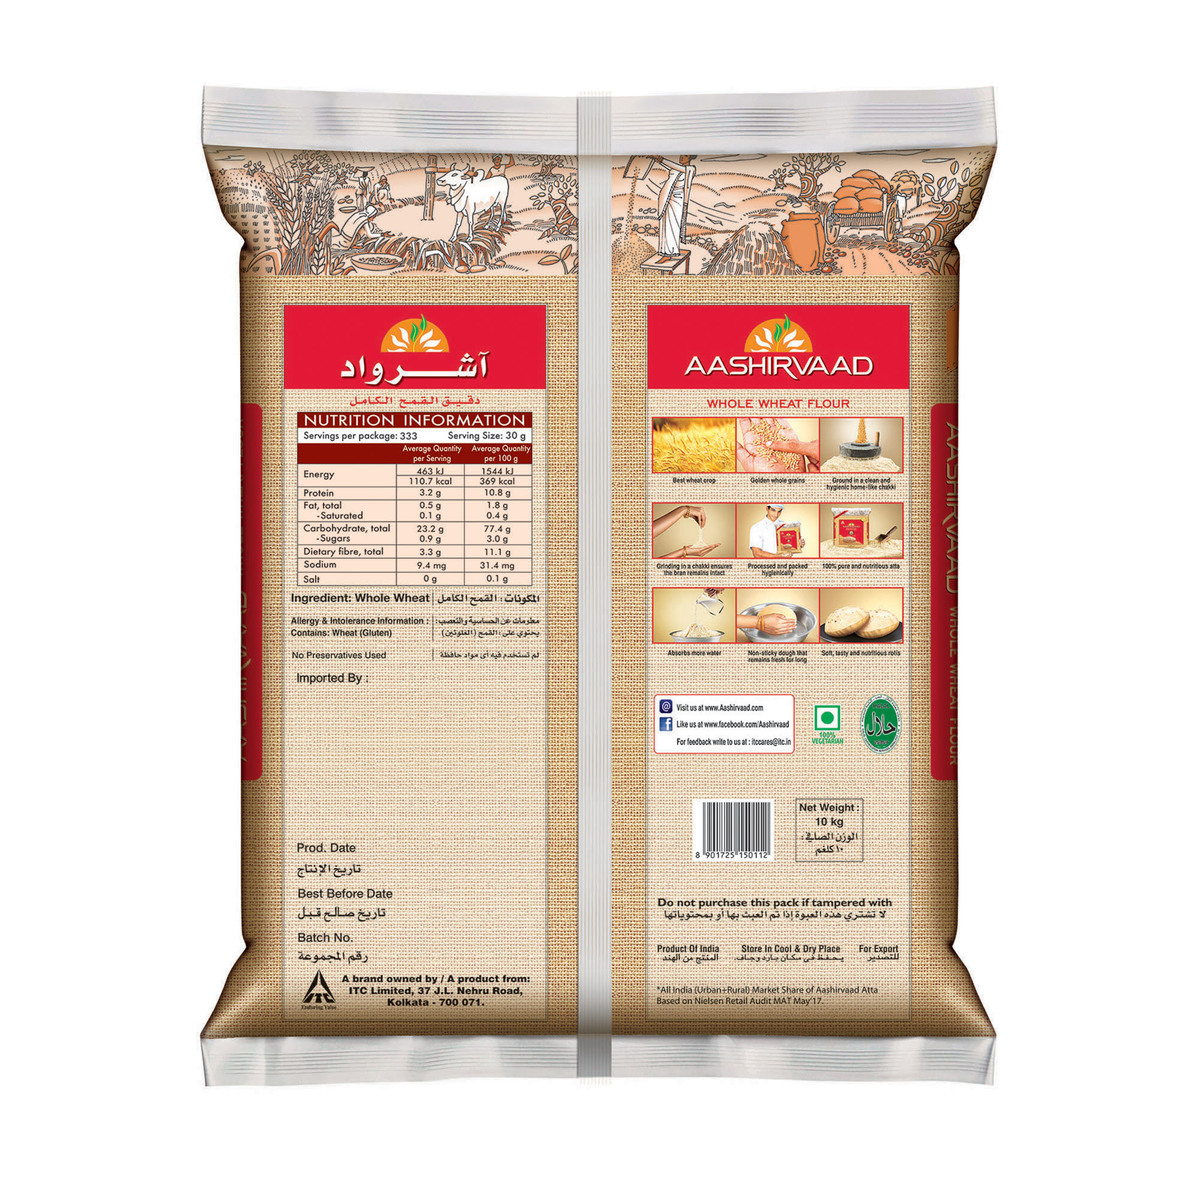 آشرواد
دقيق القمح الكامل
NUTRITION INFORMATION
Servings per package: 333 Serving Size: 30 g
Average Quantity per Serving Average Quantity per 100 g
Energy 463 kJ 1544 kJ
110.7 kcal 369 kcal
Protein 3.2 g 10.8 g
Fat, total 0.5 g 1.8 g
-Saturated 0.1 g 0.4 g
Carbohydrate, total 23.2 g 77.4 g
-Sugars 0.9 g 3.0 g
Dietary fibre, total 3.3 g 11.1 g
Sodium 9.4 mg 31.4 mg
Salt 0 g 0.1 g
Ingredient: Whole Wheat المكونات : القمح الكامل
Allergy & Intolerance Information : معلومات عن الحساسية والتعصب:
Contains: Wheat (Gluten) يحتوي على : القمح (الغلوتين)
No Preservatives Used لم تستخدم فيه أي مواد حافظة
Imported By :
Prod. Date
تاريخ الإنتاج
Best Before Date
تاريخ صالح قبل
Batch No.
رقم المجموعة
ITC
Enduring Value
A brand owned by / A product from:
ITC Limited, 37 J.L. Nehru Road,
Kolkata - 700 071.
AASHIRVAAD
WHOLE WHEAT FLOUR
Best wheat crop
Golden whole grains
Ground in a clean and
hygienic home-like chakki
Grinding in a chakki ensures
the bran remains intact
Processed and packed
hygienically
100% pure and nutritious atta
Absorbs more water
Non-sticky dough that
remains fresh for long
Soft, tasty and nutritious rotis
@ Visit us at www.Aashirvaad.com
f Like us at www.facebook.com/Aashirvaad
For feedback write to us at : itccares@itc.in
100%
VEGETARIAN
حلال
8 901725 150112
Net Weight :
10 kg
الوزن الصافي :
١٠ كلغم
Do not purchase this pack if tampered with
لا تشتري هذه العبوة إذا تم العبث بها أو بمحتوياتها
Product Of India Store In Cool & Dry Place For Export
المنتج من الهند يحفظ في مكان بارد وجاف. للتصدير
*All India (Urban+Rural) Market Share of Aashirvaad Atta
Based on Nielsen Retail Audit MAT May'17.
AASHIRVAAD WHOLE WHEAT FLOUR